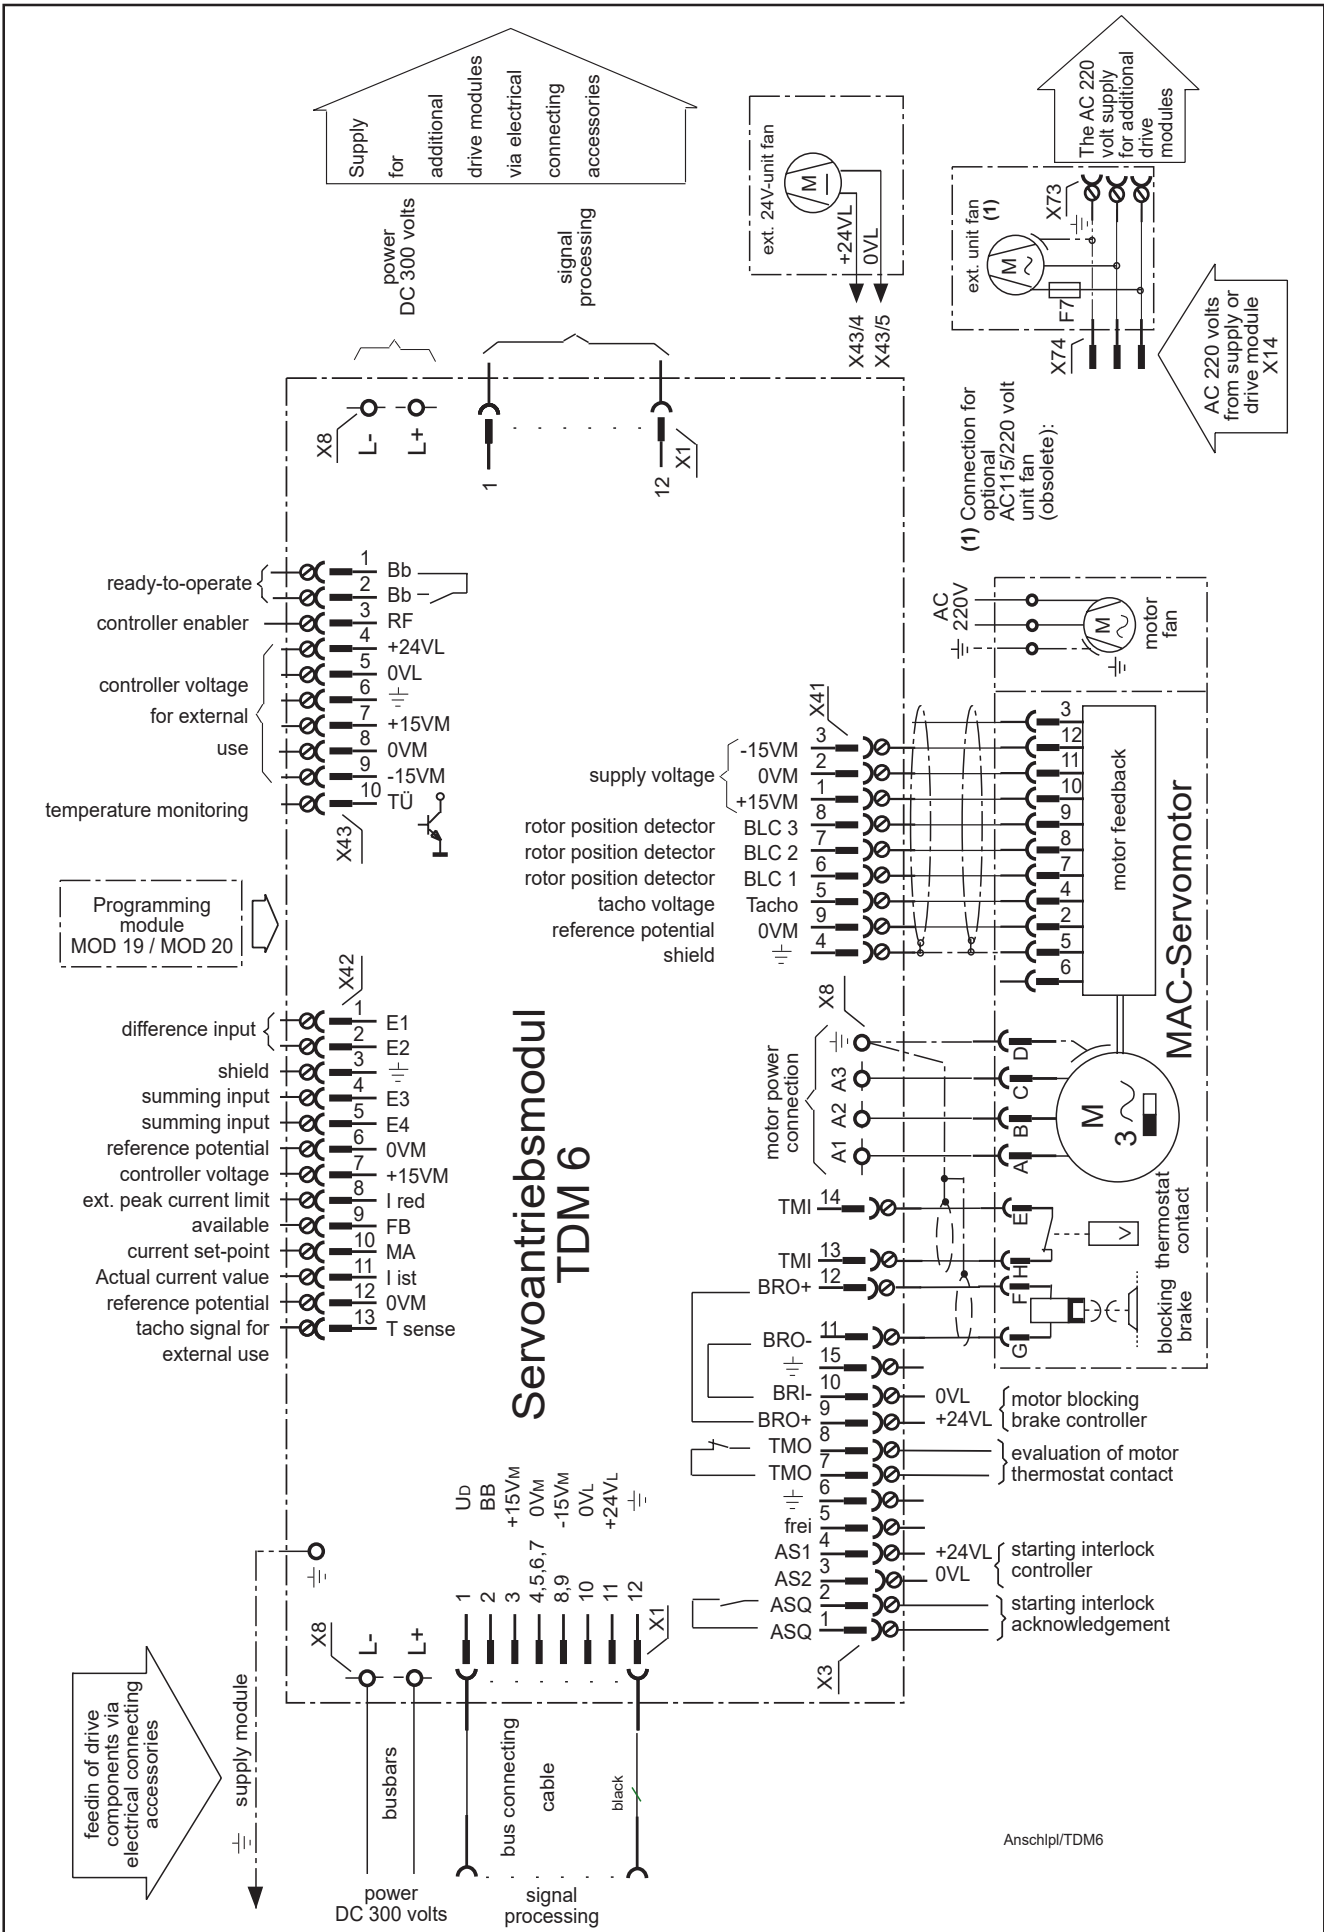 Supply
for
additional
drive modules
via electrical
connecting
accessories
power
DC 300 volts
signal
processing
ext. 24V-unit fan
M
+24VL
0VL
X43/4
X43/5
The AC 220
volt supply
for additional
drive
modules
X73
ext. unit fan (1)
M
F7
X74
AC 220 volts
from supply or
drive module
X14
(1) Connection for
optional
AC115/220 volt
unit fan
(obsolete):
X8
L-
L+
1
12
X1
ready-to-operate
1 Bb
2 Bb
controller enabler
3 RF
controller voltage
for external
use
4 +24VL
5 0VL
6
7 +15VM
8 0VM
9 -15VM
temperature monitoring
10 TÜ
X43
Programming
module
MOD 19 / MOD 20
X42
difference input
1 E1
2 E2
shield 3
summing input 4 E3
summing input 5 E4
reference potential 6 0VM
controller voltage 7 +15VM
ext. peak current limit 8 I red
available 9 FB
current set-point 10 MA
Actual current value 11 I ist
reference potential 12 0VM
tacho signal for 13 T sense
external use
Servoantriebsmodul
TDM 6
X41
supply voltage
-15VM 3
0VM 2
+15VM 1
rotor position detector BLC 3 8
rotor position detector BLC 2 7
rotor position detector BLC 1 6
tacho voltage Tacho 5
reference potential 0VM 9
shield 4
3
12
11
10
9
8
7
4
2
5
6
motor feedback
MAC-Servomotor
AC
220V
M
motor
fan
X8
motor power
connection
A3
A2
A1
D
C
B
A
M
3
TMI 14
TMI 13
BRO+ 12
BRO- 11
15
BRI- 10
BRO+ 9
TMO 8
TMO 7
6
frei 5
AS1 4
AS2 3
ASQ 2
ASQ 1
X3
E
H
F
G
V
thermostat
contact
blocking
brake
0VL
+24VL
motor blocking
brake controller
evaluation of motor
thermostat contact
+24VL
0VL
starting interlock
controller
starting interlock
acknowledgement
UD
BB
+15VM
0VM
-15VM
0VL
+24VL
1
2
3
4,5,6,7
8,9
10
11
12
X1
X8
L-
L+
feedin of drive
components via
electrical connecting
accessories
supply module
busbars
bus connecting
cable
black
power
DC 300 volts
signal
processing
Anschlpl/TDM6